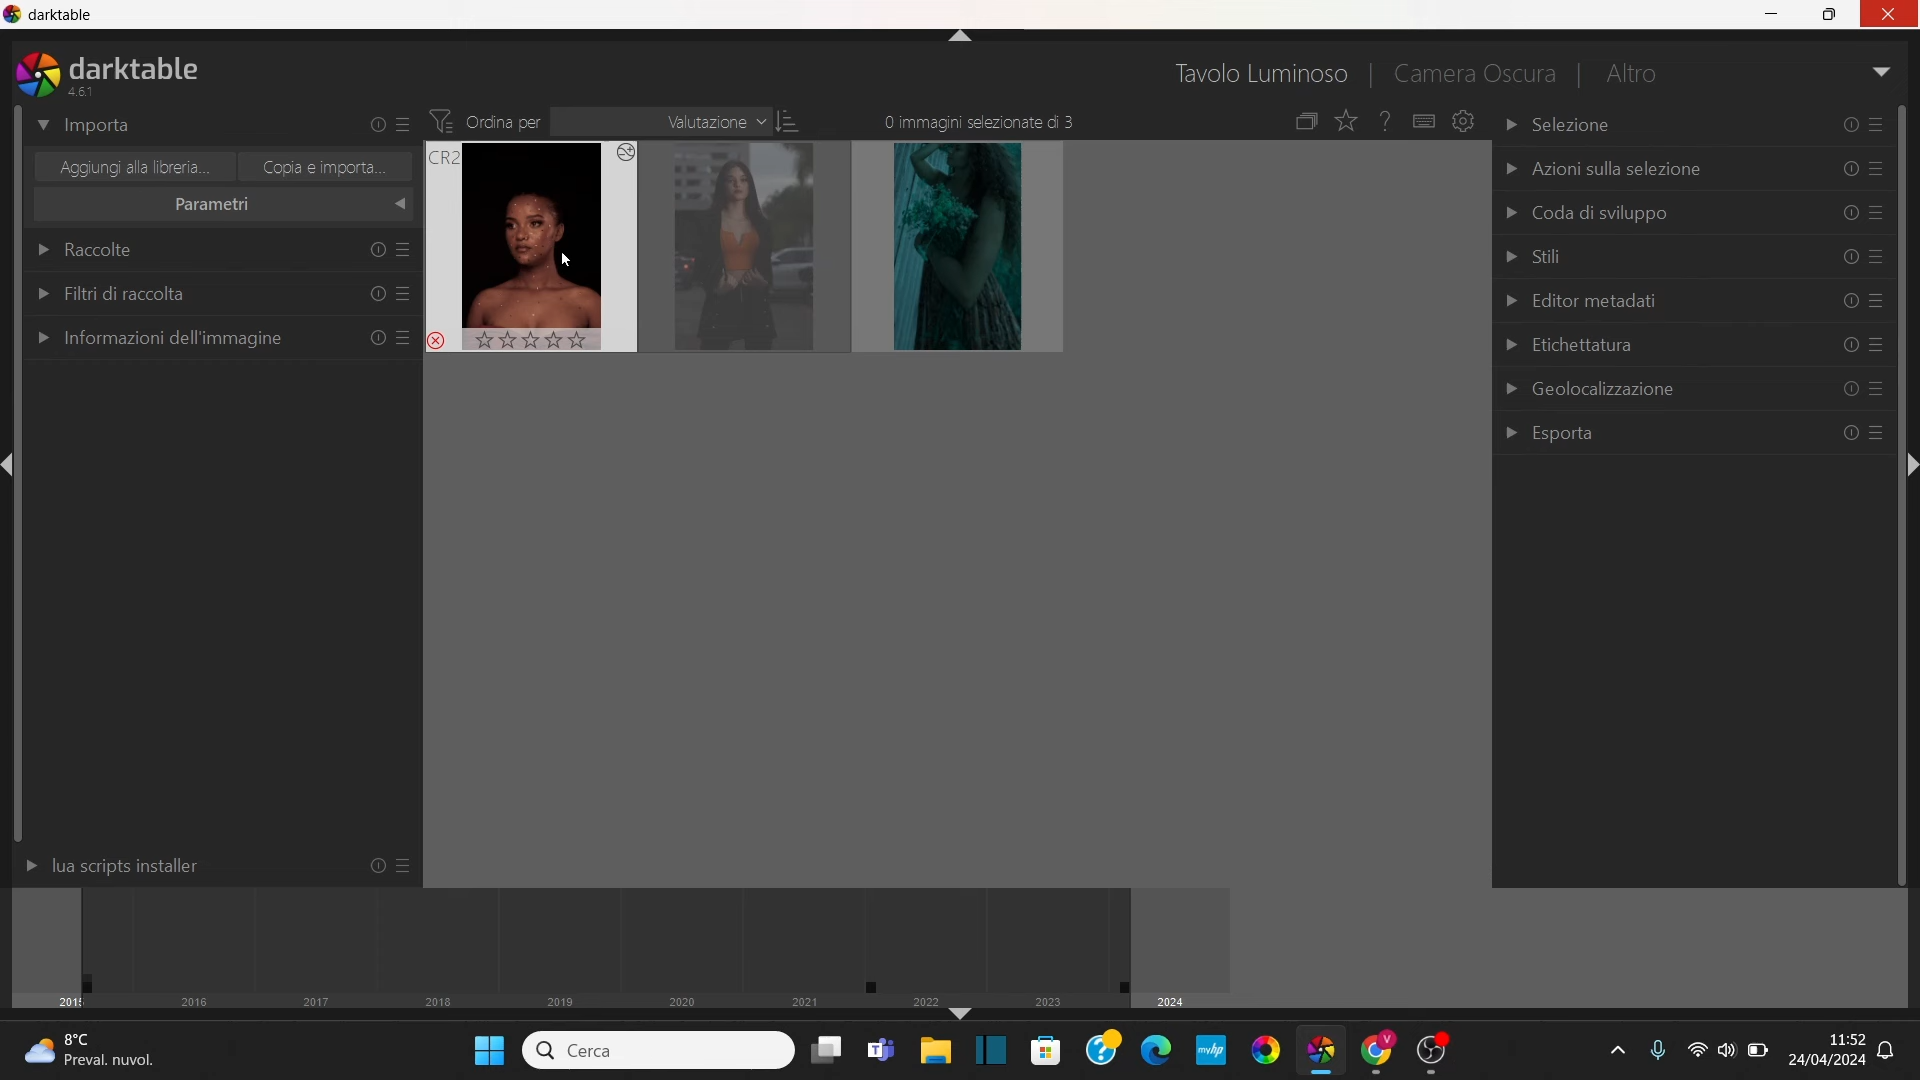 darktable
darktable
4.6.1
Tavolo Luminoso | Camera Oscura | Altro
Importa
Aggiungi alla libreria...
Copia e importa...
Parametri
Raccolte
Filtri di raccolta
Informazioni dell'immagine
lua scripts installer
Ordina per
Valutazione
0 immagini selezionate di 3
?
CR2
Selezione
Azioni sulla selezione
Coda di sviluppo
Stili
Editor metadati
Etichettatura
Geolocalizzazione
Esporta
2015 2016 2017 2018 2019 2020 2021 2022 2023 2024
8°C
Preval. nuvol.
Cerca
myhp
V
11:52
24/04/2024